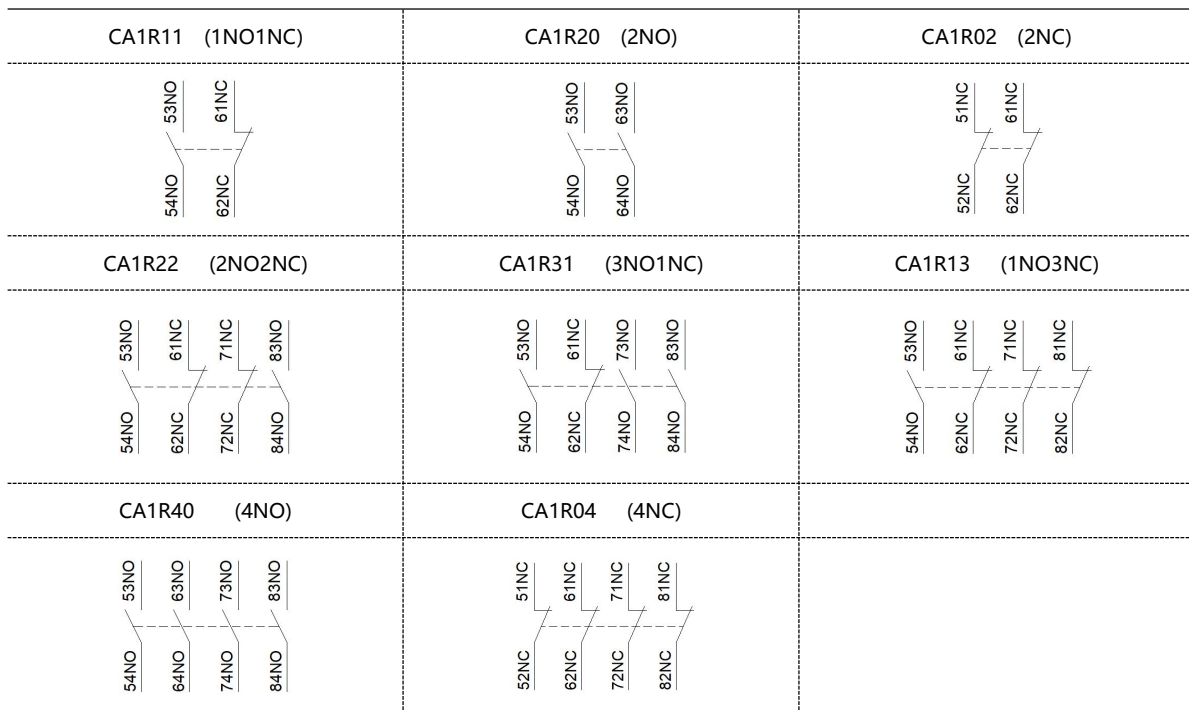 CA1R11 (1NO1NC) CA1R20 (2NO) CA1R02 (2NC)
53NO 61NC 53NO 63NO 51NC 61NC
54NO 62NC 54NO 64NO 52NC 62NC
CA1R22 (2NO2NC) CA1R31 (3NO1NC) CA1R13 (1NO3NC)
53NO 61NC 71NC 83NO 53NO 61NC 73NO 83NO 53NO 61NC 71NC 81NC
54NO 62NC 72NC 84NO 54NO 62NC 74NO 84NO 54NO 62NC 72NC 82NC
CA1R40 (4NO) CA1R04 (4NC)
53NO 63NO 73NO 83NO 51NC 61NC 71NC 81NC
54NO 64NO 74NO 84NO 52NC 62NC 72NC 82NC